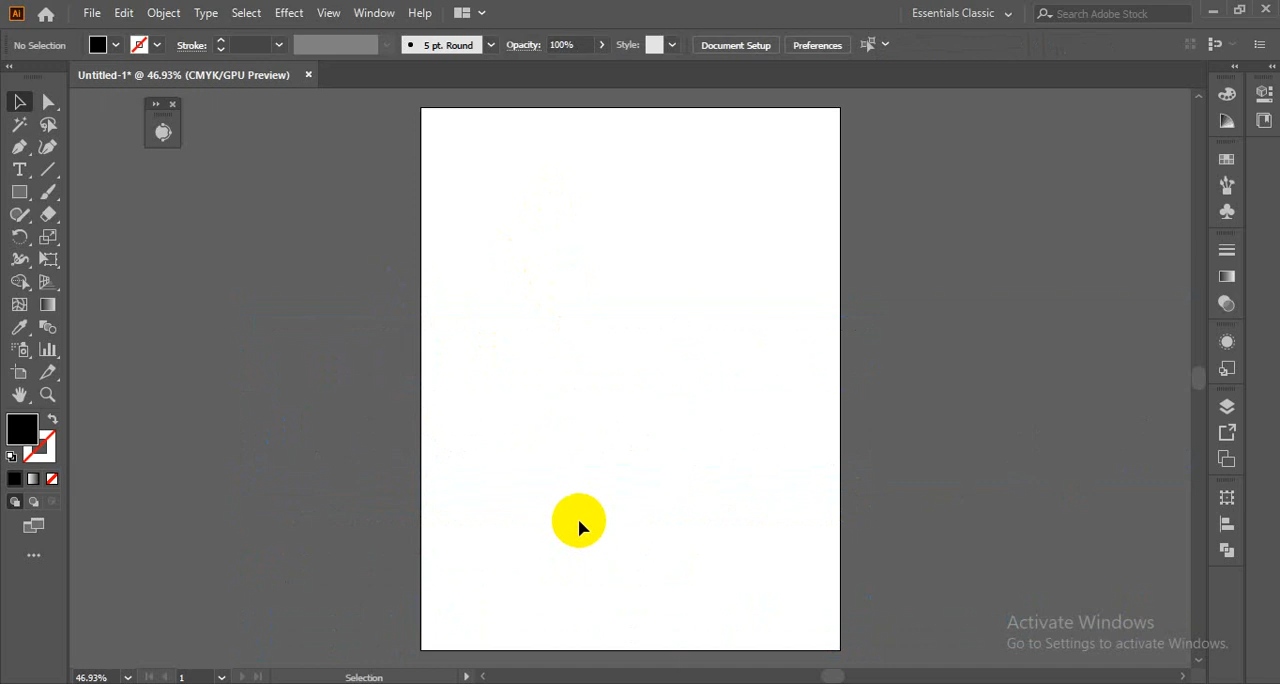 Ai File Edit Object Type Select Effect View Window Help Essentials Classic Search Adobe Stock
No Selection Stroke: 5 pt. Round Opacity: 100% Style: Document Setup Preferences
Untitled-1* @ 46.93% (CMYK/GPU Preview)
T
Activate Windows
Go to Settings to activate Windows.
46.93% 1 Selection